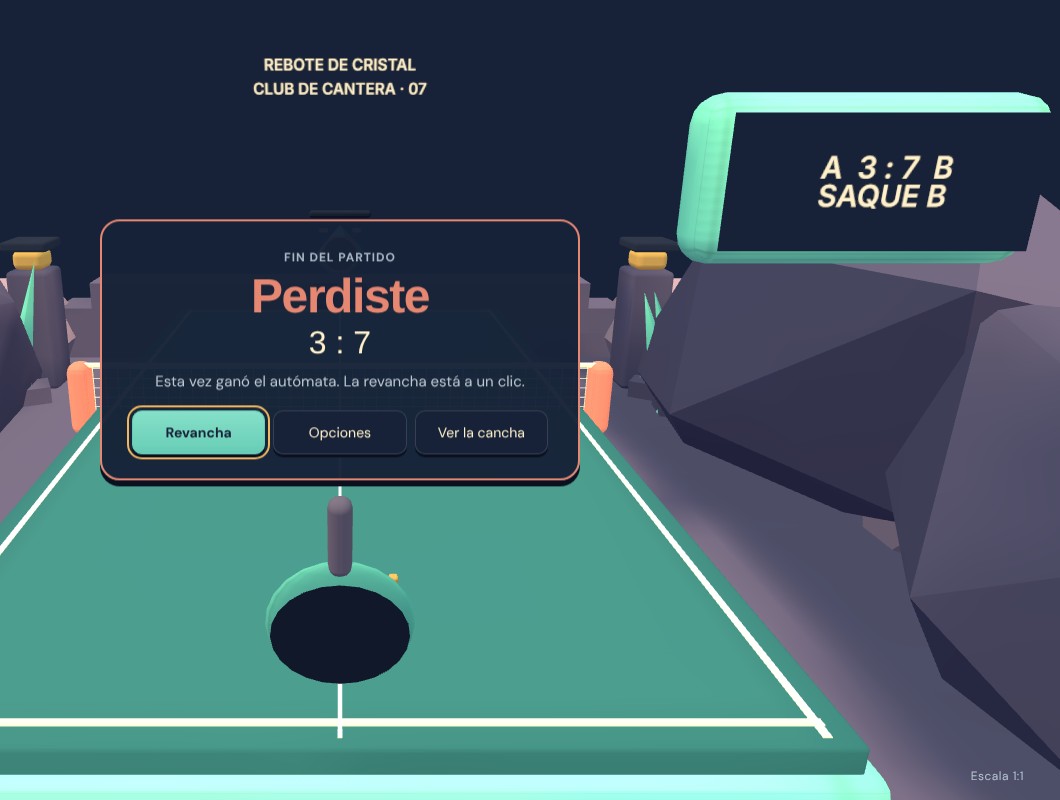 REBOTE DE CRISTAL
CLUB DE CANTERA · 07
A 3 : 7 B
SAQUE B
FIN DEL PARTIDO
Perdiste
3 : 7
Esta vez ganó el autómata. La revancha está a un clic.
Revancha
Opciones
Ver la cancha
Escala 1:1